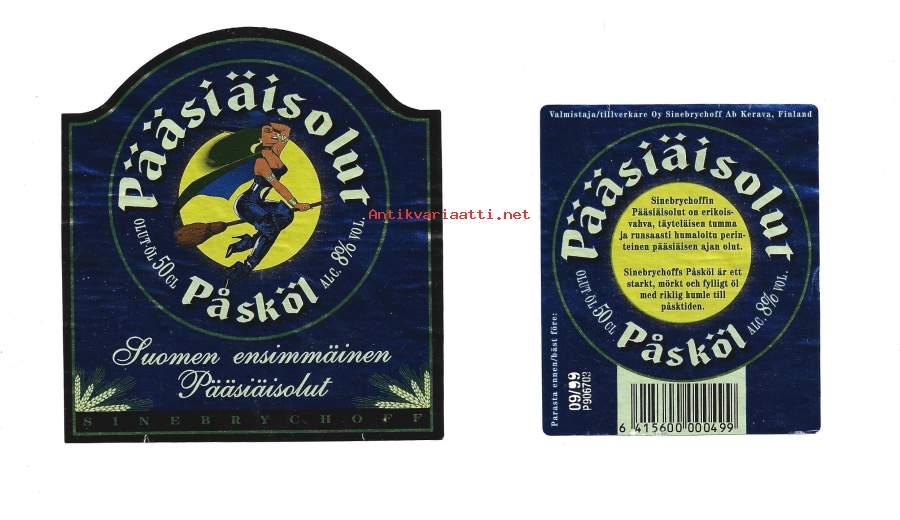 Pääsiäisolut
OLUT-ÖL 50 CL
ALC. 8% VOL.
Påsköl
Suomen ensimmäinen
Pääsiäisolut
SINEBRYCHOFF
Antikvariaatti.net
Valmistaja/tillverkare Oy Sinebrychoff Ab Kerava, Finland
Pääsiäisolut
Sinebrychoffin
Pääsiäisolut on erikois-
vahva, täyteläisen tumma
ja runsaasti humaloitu perin-
teinen pääsiäisen ajan olut.
Sinebrychoffs Påsköl är ett
starkt, mörkt och fylligt öl
med riklig humle till
påsktiden.
OLUT-ÖL 50 CL
ALC. 8% VOL.
Påsköl
Parasta ennen/bäst före:
09/99
P906703
6 415600 000499